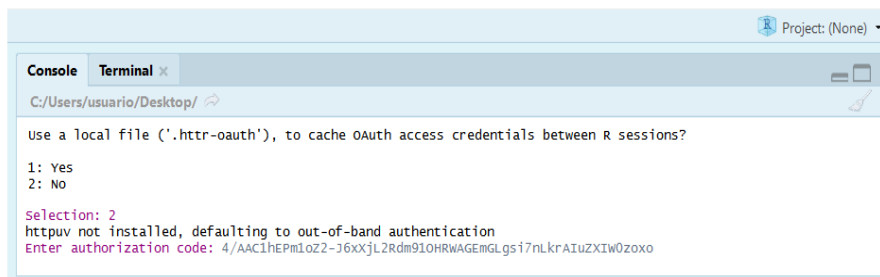 R Project: (None)
Console Terminal
C:/Users/usuario/Desktop/
Use a local file ('.httr-oauth'), to cache OAuth access credentials between R sessions?
1: Yes
2: No
Selection: 2
httpuv not installed, defaulting to out-of-band authentication
Enter authorization code: 4/AAC1hEPm1oZ2-J6xXjL2Rdm91OHRWAGEmGLgsi7nLkrAIuZXIW0zoxo